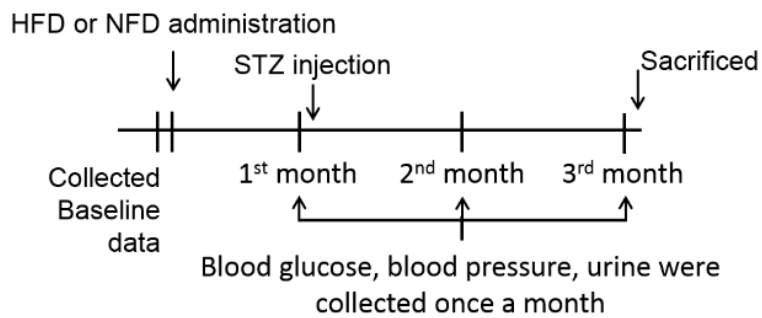 HFD or NFD administration
STZ injection
Sacrificed
Collected
Baseline
data
1st month
2nd month
3rd month
Blood glucose, blood pressure, urine were
collected once a month